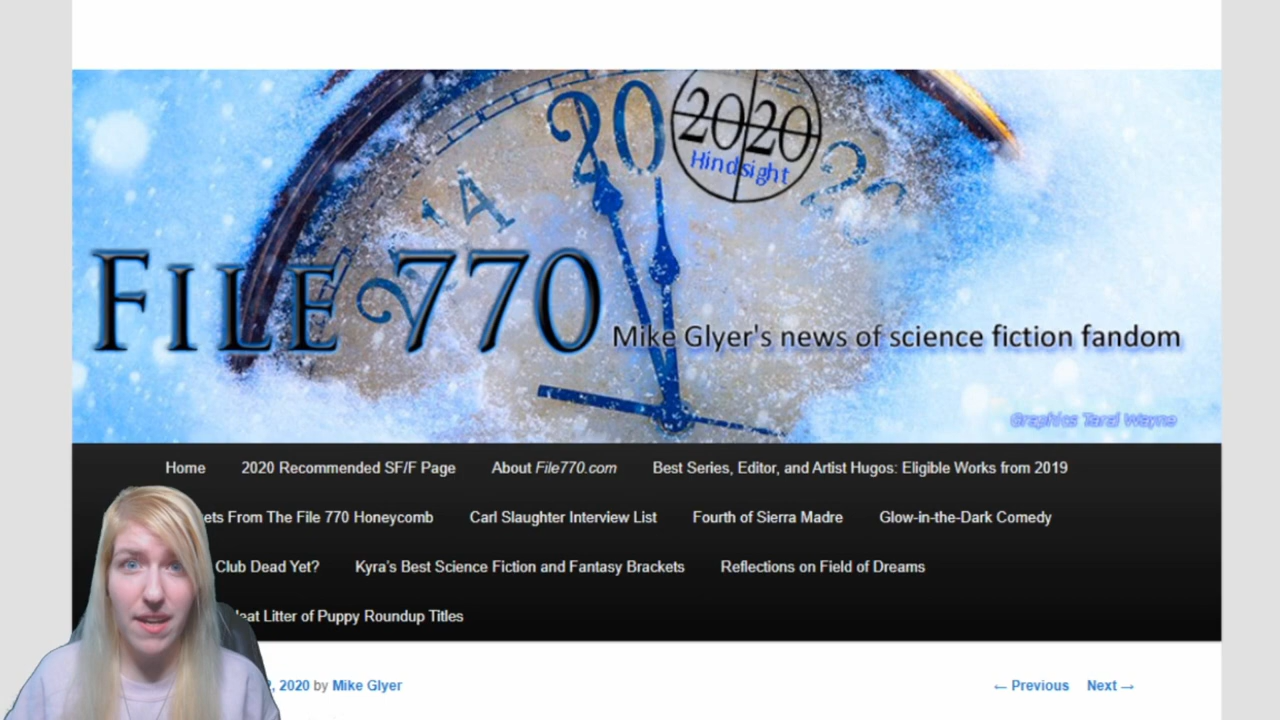 20
2020
Hindsight
20
14
FILE 770
Mike Glyer's news of science fiction fandom
Graphics Taral Wayne
Home 2020 Recommended SF/F Page About File770.com Best Series, Editor, and Artist Hugos: Eligible Works from 2019
From The File 770 Honeycomb Carl Slaughter Interview List Fourth of Sierra Madre Glow-in-the-Dark Comedy
Club Dead Yet? Kyra's Best Science Fiction and Fantasy Brackets Reflections on Field of Dreams
Litter of Puppy Roundup Titles
2020 by Mike Glyer ← Previous Next →